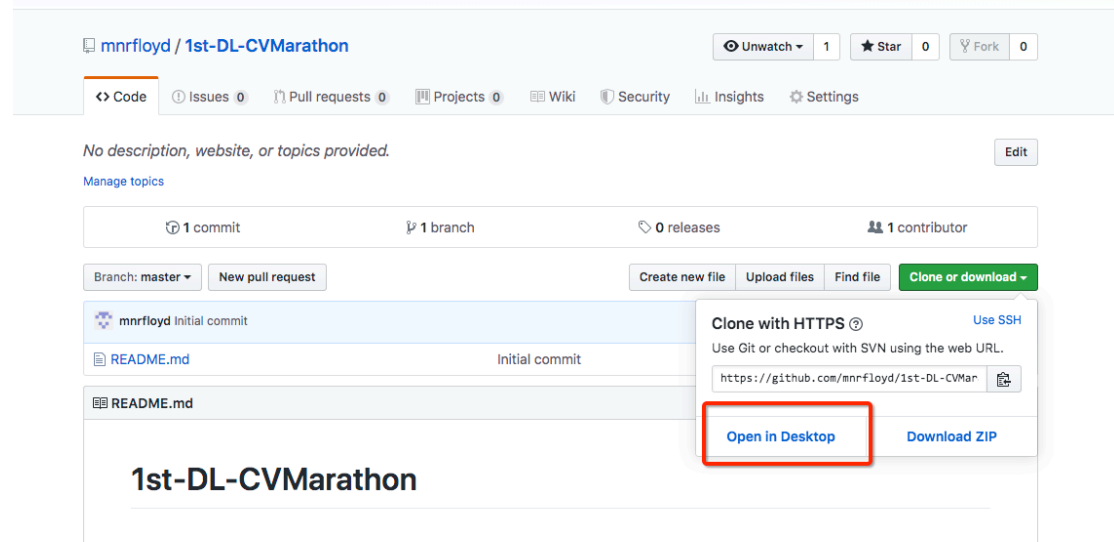 mnrfloyd / 1st-DL-CVMarathon
Unwatch 1 Star 0 Fork 0
<> Code Issues 0 Pull requests 0 Projects 0 Wiki Security Insights Settings
No description, website, or topics provided.
Edit
Manage topics
1 commit 1 branch 0 releases 1 contributor
Branch: master New pull request Create new file Upload files Find file Clone or download
mnrfloyd Initial commit
README.md Initial commit
Clone with HTTPS Use SSH
Use Git or checkout with SVN using the web URL.
https://github.com/mnrfloyd/1st-DL-CVMar
Open in Desktop Download ZIP
README.md
1st-DL-CVMarathon